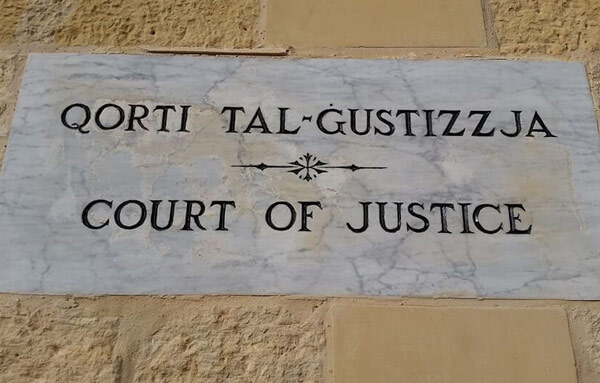 QORTI TAL-ĠUSTIZZJA
COURT OF JUSTICE